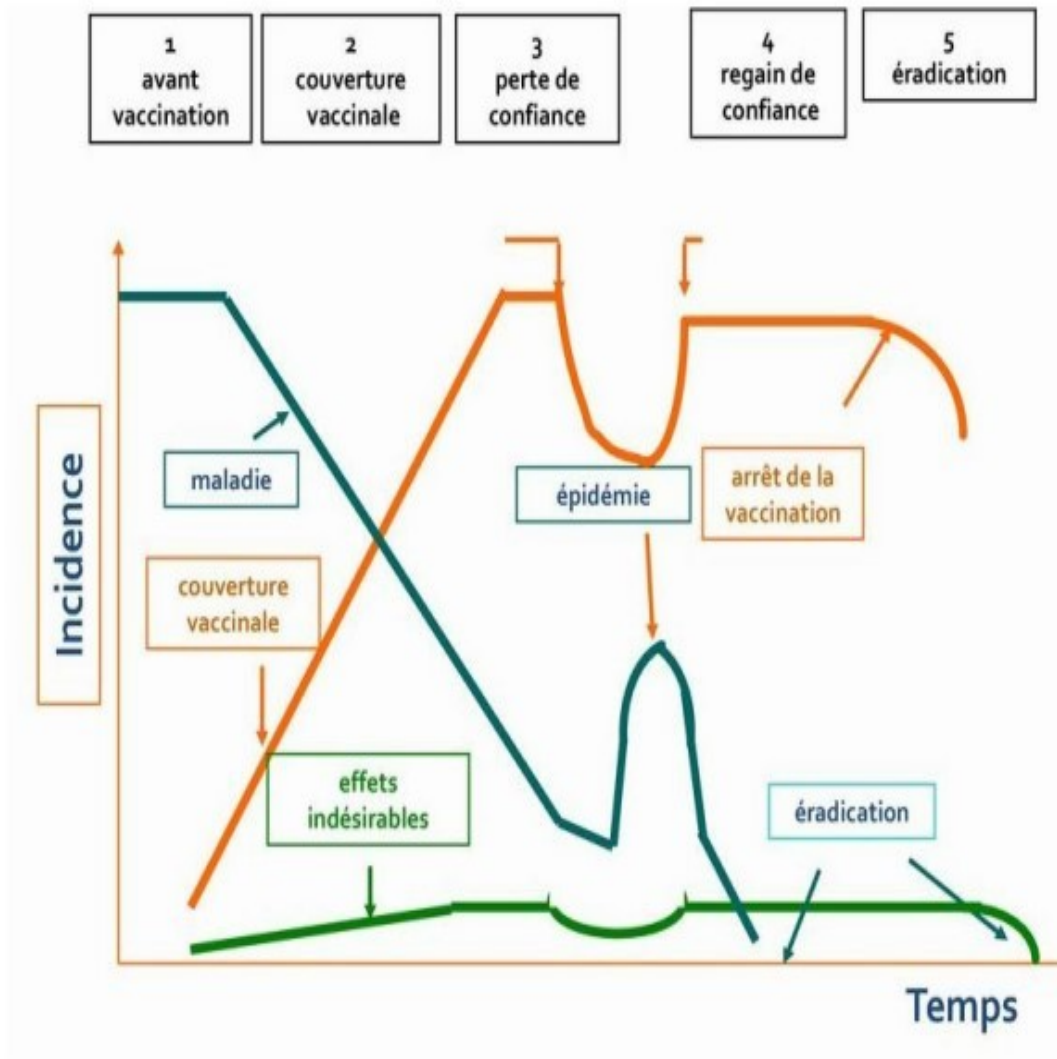 1
avant
vaccination
2
couverture
vaccinale
3
perte de
confiance
4
regain de
confiance
5
éradication
Incidence
maladie
couverture
vaccinale
effets
indésirables
épidémie
arrêt de la
vaccination
éradication
Temps